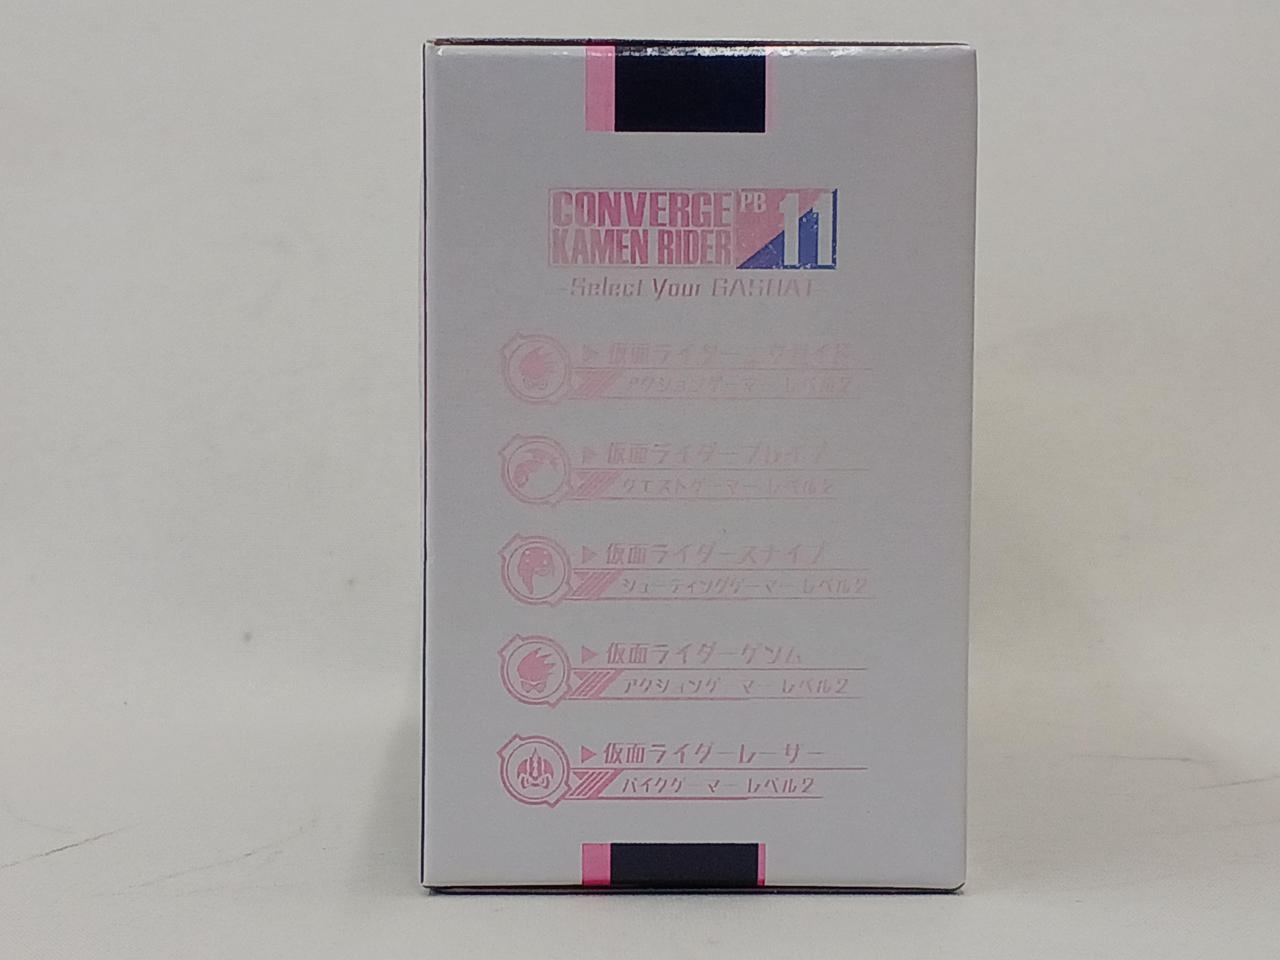 CONVERGE PB 11
KAMEN RIDER
-Select Your GASHAT-
▶仮面ライダーエグゼイド
アクションゲーマー レベル2
▶仮面ライダーブレイブ
クエストゲーマー レベル2
▶仮面ライダースナイプ
シューティングゲーマー レベル2
▶仮面ライダーゲンム
アクションゲーマー レベル2
▶仮面ライダーレーザー
バイクゲーマー レベル2